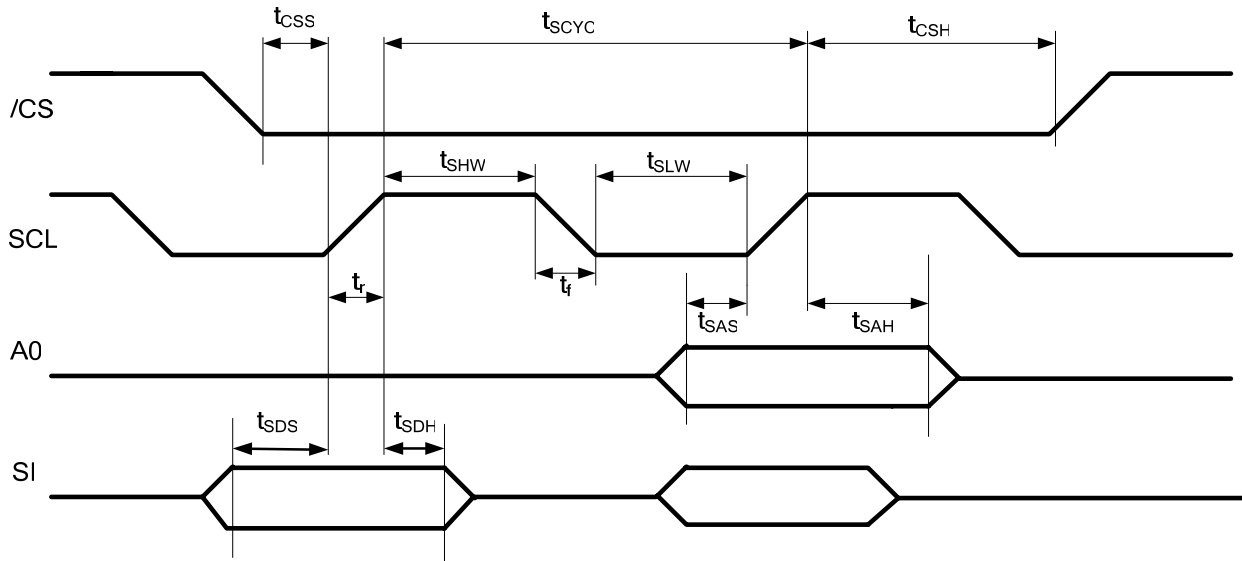 tCSS
tSCYC
tCSH
/CS
tSHW
tSLW
SCL
tr
tf
tSAS
tSAH
A0
tSDS
tSDH
SI